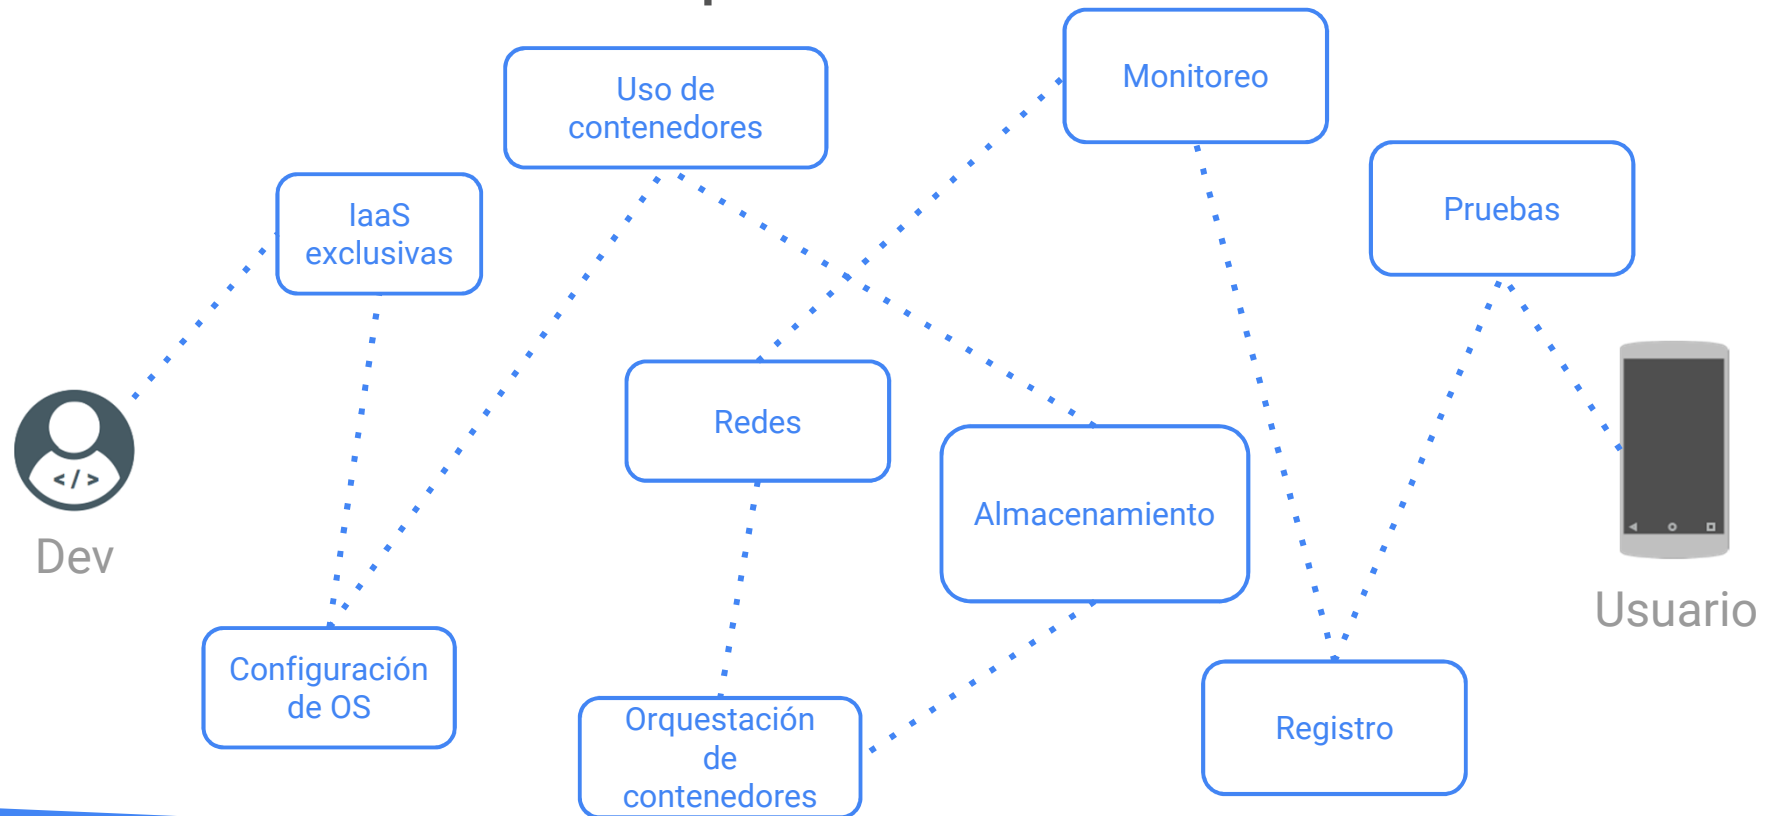 Uso de
contenedores
Monitoreo
Pruebas
IaaS
exclusivas
Redes
Almacenamiento
</>
Dev
Usuario
Configuración
de OS
Orquestación
de
contenedores
Registro